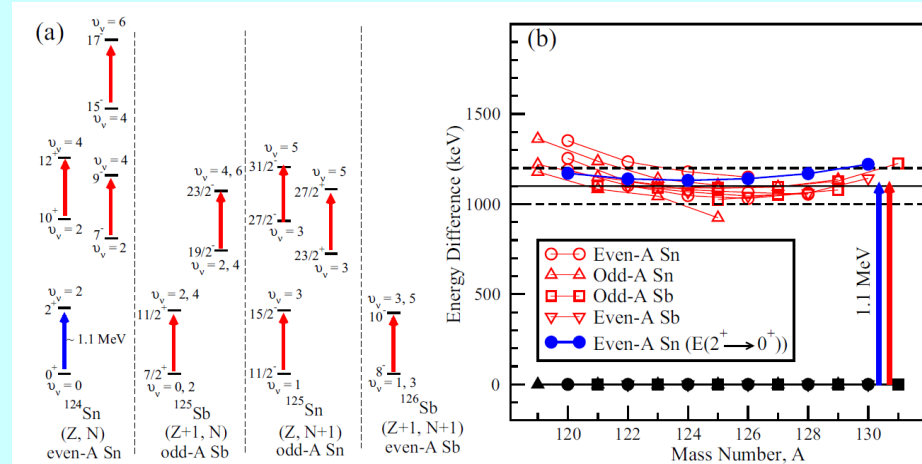 (a)
υν = 6
17-
15-
υν = 4
υν = 4
12+
10+
υν = 2
υν = 4
9-
7-
υν = 2
υν = 2
2+
~ 1.1 MeV
0+
υν = 0
124Sn
(Z, N)
even-A Sn
υν = 4, 6
23/2-
19/2-
υν = 2, 4
υν = 2, 4
11/2+
7/2+
υν = 0, 2
125Sb
(Z+1, N)
odd-A Sb
υν = 5
31/2-
27/2-
υν = 3
υν = 5
27/2+
23/2+
υν = 3
υν = 3
15/2-
11/2-
υν = 1
125Sn
(Z, N+1)
odd-A Sn
υν = 3, 5
10-
8-
υν = 1, 3
126Sb
(Z+1, N+1)
even-A Sb
(b)
Energy Difference (keV)
1500
1000
500
0
Even-A Sn
Odd-A Sn
Odd-A Sb
Even-A Sb
Even-A Sn (E(2+ → 0+))
1.1 MeV
120 122 124 126 128 130
Mass Number, A